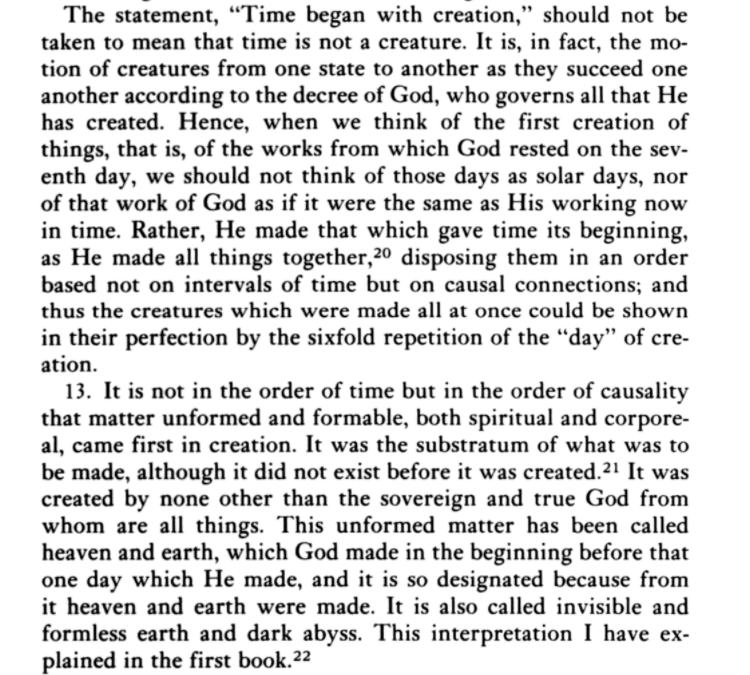 The statement, “Time began with creation,” should not be
taken to mean that time is not a creature. It is, in fact, the mo-
tion of creatures from one state to another as they succeed one
another according to the decree of God, who governs all that He
has created. Hence, when we think of the first creation of
things, that is, of the works from which God rested on the sev-
enth day, we should not think of those days as solar days, nor
of that work of God as if it were the same as His working now
in time. Rather, He made that which gave time its beginning,
as He made all things together,²⁰ disposing them in an order
based not on intervals of time but on causal connections; and
thus the creatures which were made all at once could be shown
in their perfection by the sixfold repetition of the “day” of cre-
ation.
13. It is not in the order of time but in the order of causality
that matter unformed and formable, both spiritual and corpore-
al, came first in creation. It was the substratum of what was to
be made, although it did not exist before it was created.²¹ It was
created by none other than the sovereign and true God from
whom are all things. This unformed matter has been called
heaven and earth, which God made in the beginning before that
one day which He made, and it is so designated because from
it heaven and earth were made. It is also called invisible and
formless earth and dark abyss. This interpretation I have ex-
plained in the first book.²²